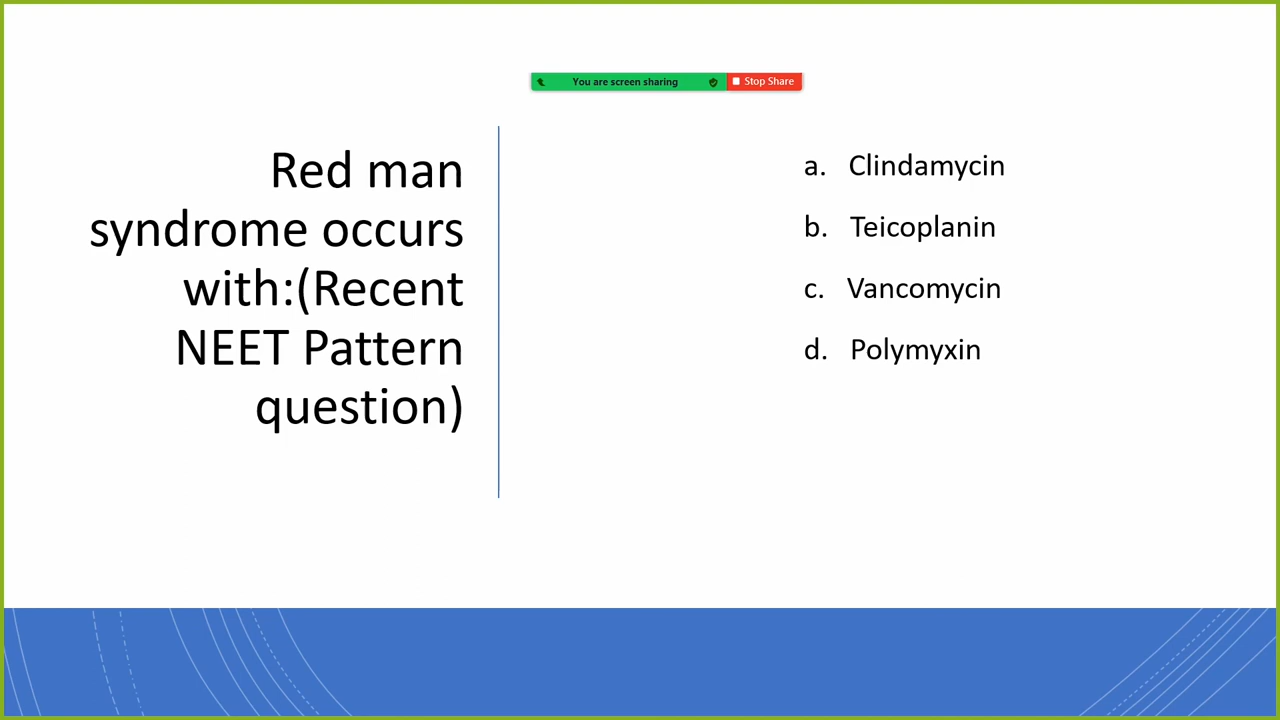 You are screen sharing
Stop Share
Red man
syndrome occurs
with:(Recent
NEET Pattern
question)
a. Clindamycin
b. Teicoplanin
c. Vancomycin
d. Polymyxin